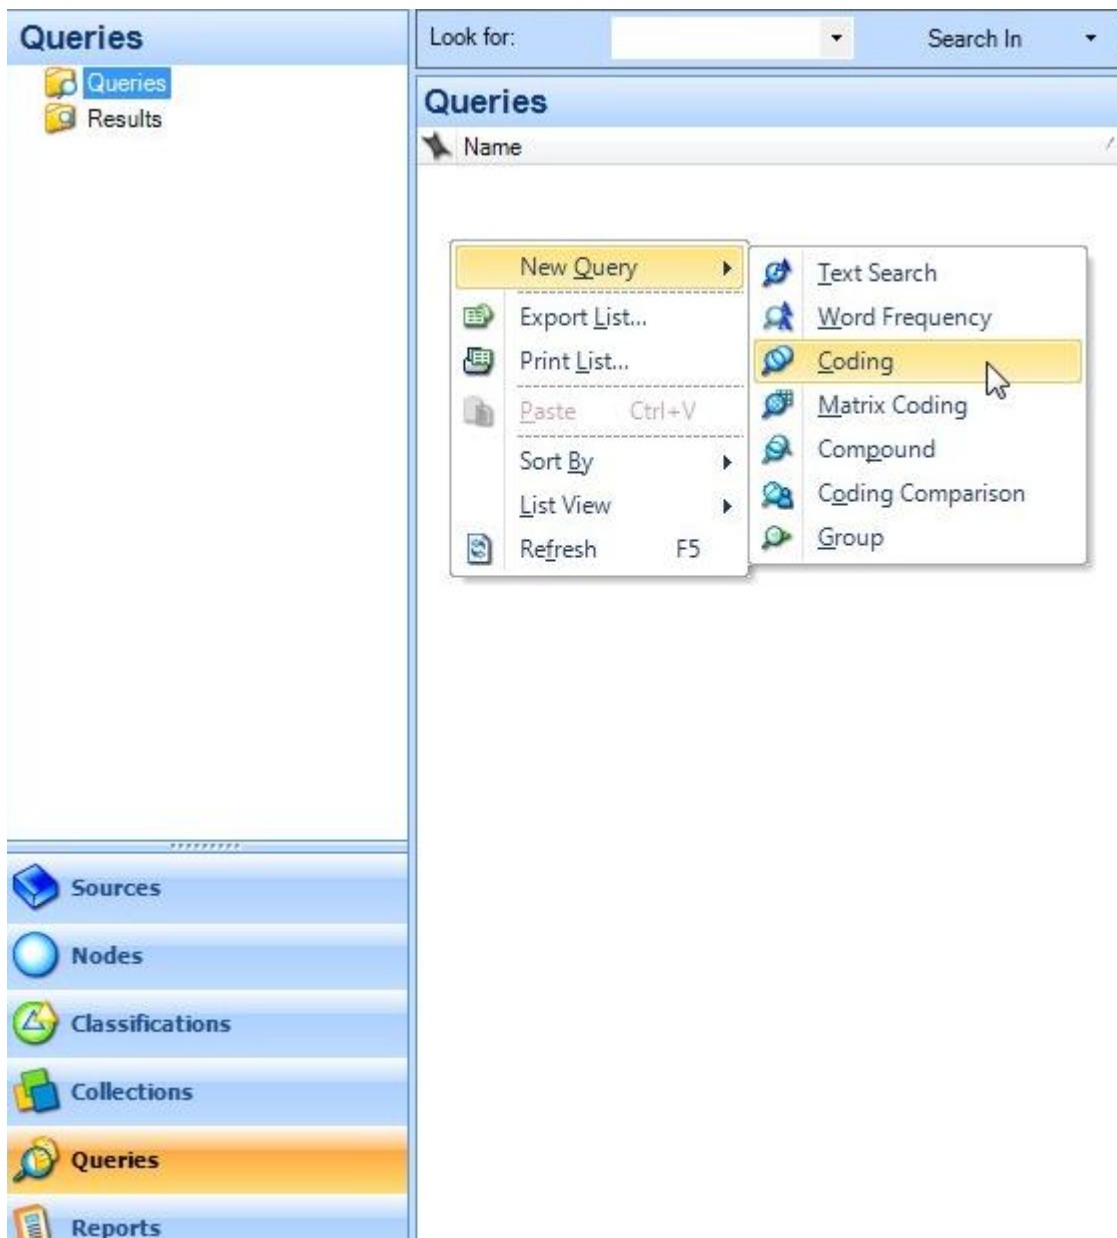 Queries
Queries
Results
Sources
Nodes
Classifications
Collections
Queries
Reports
Look for:
Search In
Queries
Name
New Query
Export List...
Print List...
Paste Ctrl+V
Sort By
List View
Refresh F5
Text Search
Word Frequency
Coding
Matrix Coding
Compound
Coding Comparison
Group